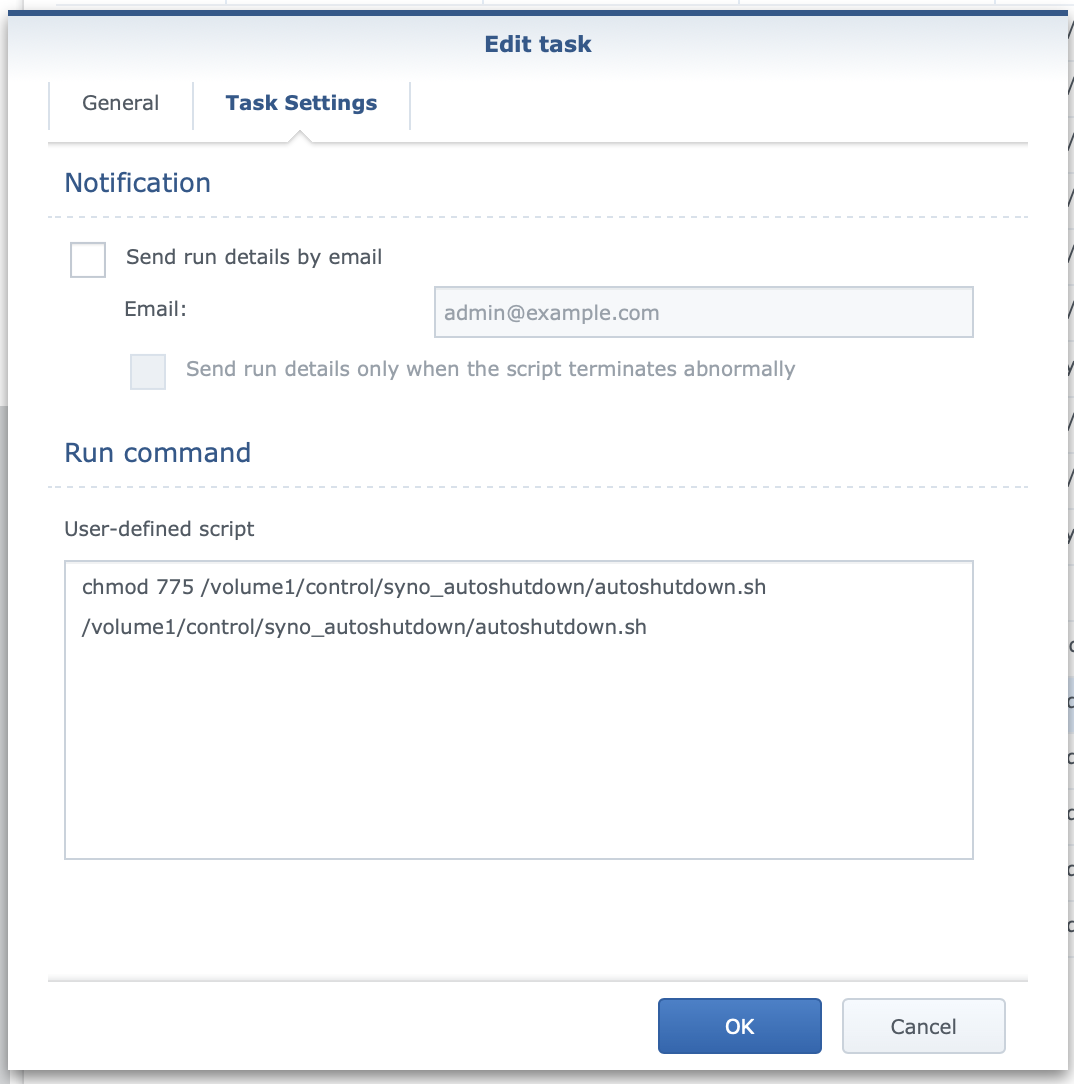 Edit task
General
Task Settings
Notification
Send run details by email
Email:
admin@example.com
Send run details only when the script terminates abnormally
Run command
User-defined script
chmod 775 /volume1/control/syno_autoshutdown/autoshutdown.sh
/volume1/control/syno_autoshutdown/autoshutdown.sh
OK
Cancel